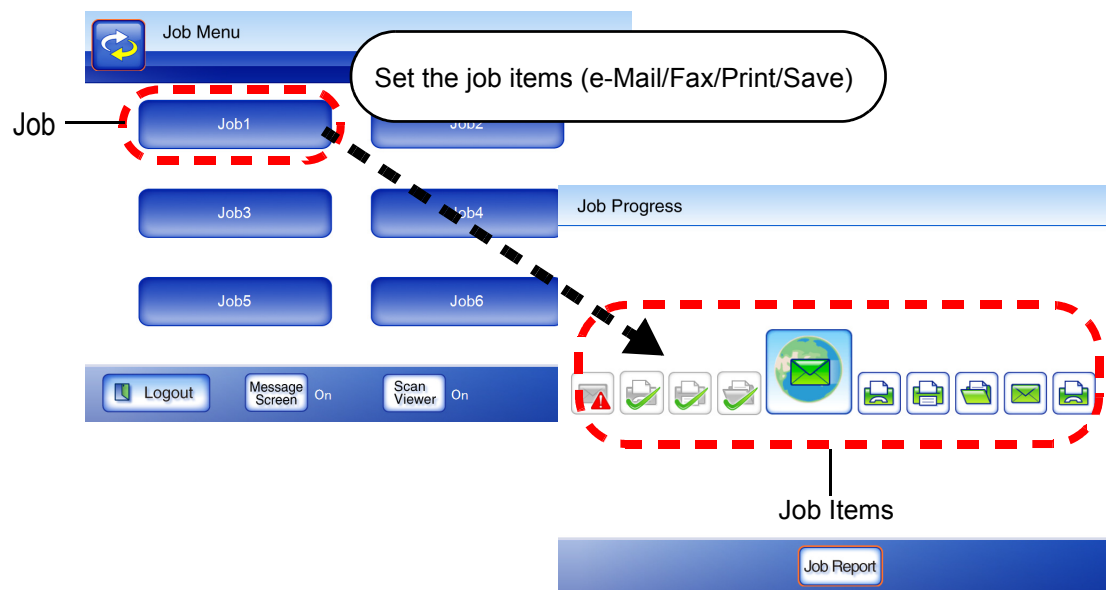 Job Menu
Set the job items (e-Mail/Fax/Print/Save)
Job
Job1
Job2
Job3
Job4
Job5
Job6
Logout
Message
Screen
On
Scan
Viewer
On
Job Progress
Job Items
Job Report